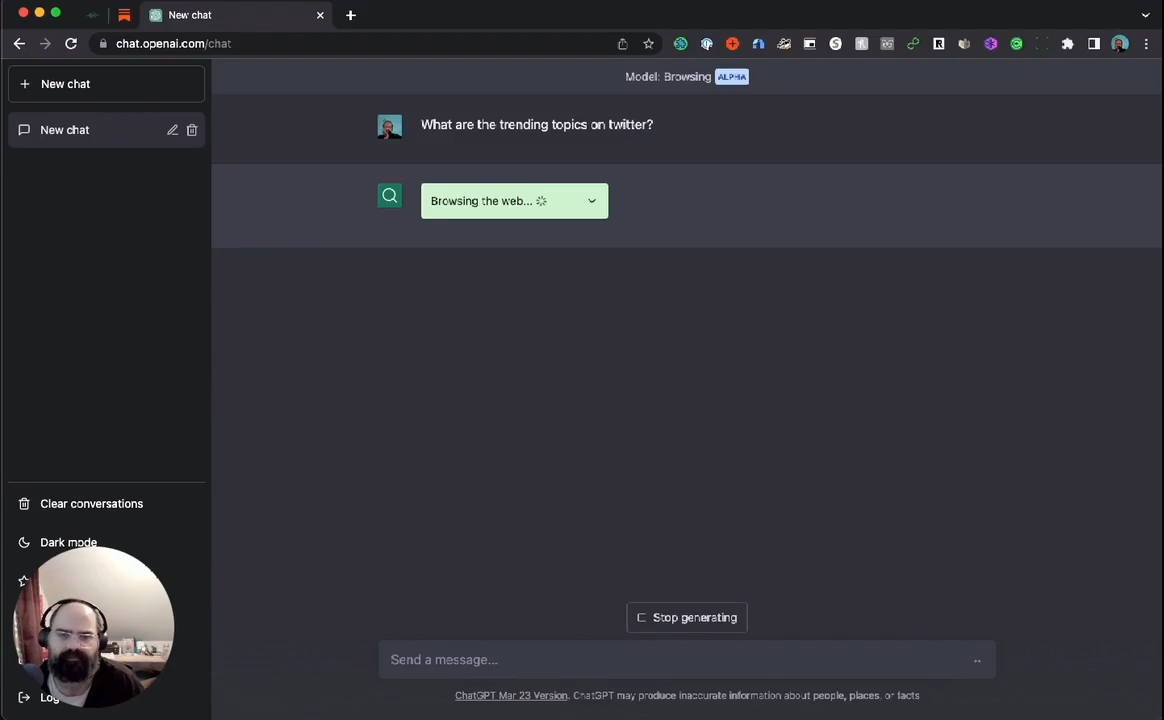 New chat
chat.openai.com/chat
New chat
Model: Browsing ALPHA
What are the trending topics on twitter?
New chat
Browsing the web...
Clear conversations
Dark mode
Stop generating
Send a message...
ChatGPT Mar 23 Version. ChatGPT may produce inaccurate information about people, places, or facts